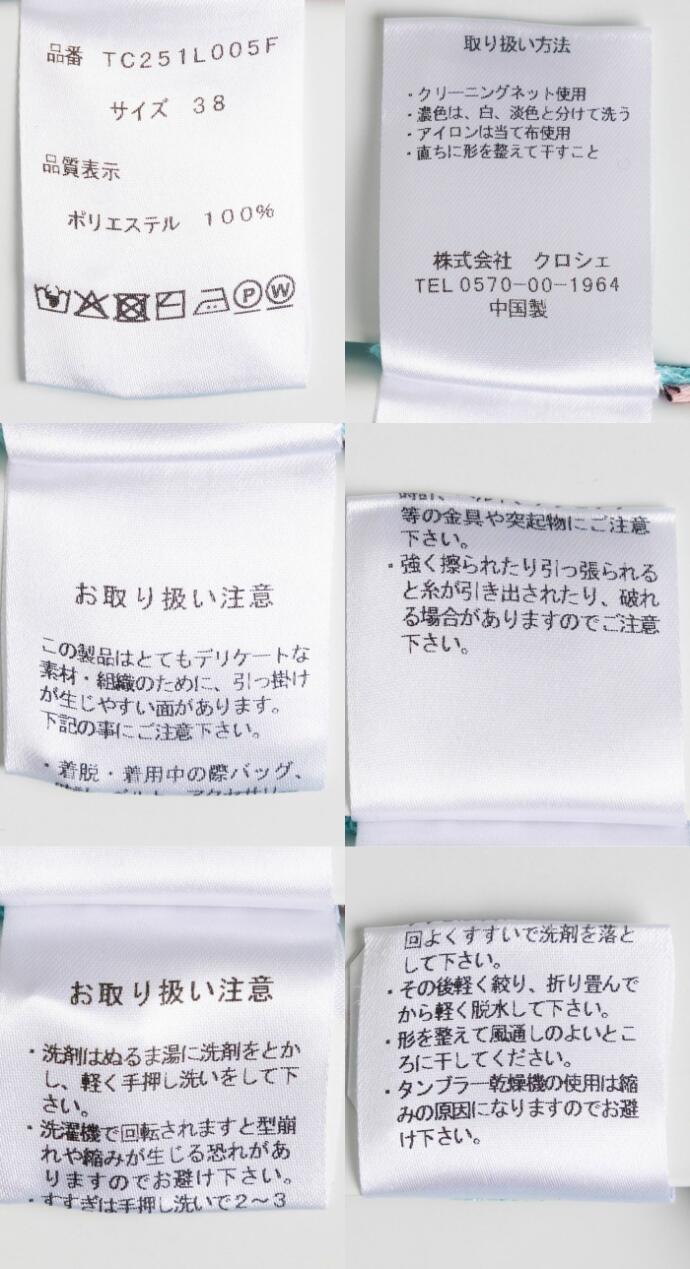 品番 TC251L005F
サイズ 38
品質表示
ポリエステル 100%
P W
取り扱い方法
・クリーニングネット使用
・濃色は、白、淡色と分けて洗う
・アイロンは当て布使用
・直ちに形を整えて干すこと
株式会社 クロシェ
TEL 0570-00-1964
中国製
お取り扱い注意
この製品はとてもデリケートな
素材・組織のために、引っ掛け
が生じやすい面があります。
下記の事にご注意下さい。
・着脱・着用中の際バッグ、
等の金具や突起物にご注意
下さい。
・強く擦られたり引っ張られる
と糸が引き出されたり、破れ
る場合がありますのでご注意
下さい。
お取り扱い注意
・洗剤はぬるま湯に洗剤をとか
し、軽く手押し洗いをして下
さい。
・洗濯機で回転されますと型崩
れや縮みが生じる恐れがあ
りますのでお避け下さい。
・すすぎは手押し洗いで2～3
回よくすすいで洗剤を落と
して下さい。
・その後軽く絞り、折り畳んで
から軽く脱水して下さい。
・形を整えて風通しのよいとこ
ろに干してください。
・タンブラー乾燥機の使用は縮
みの原因になりますのでお避
け下さい。